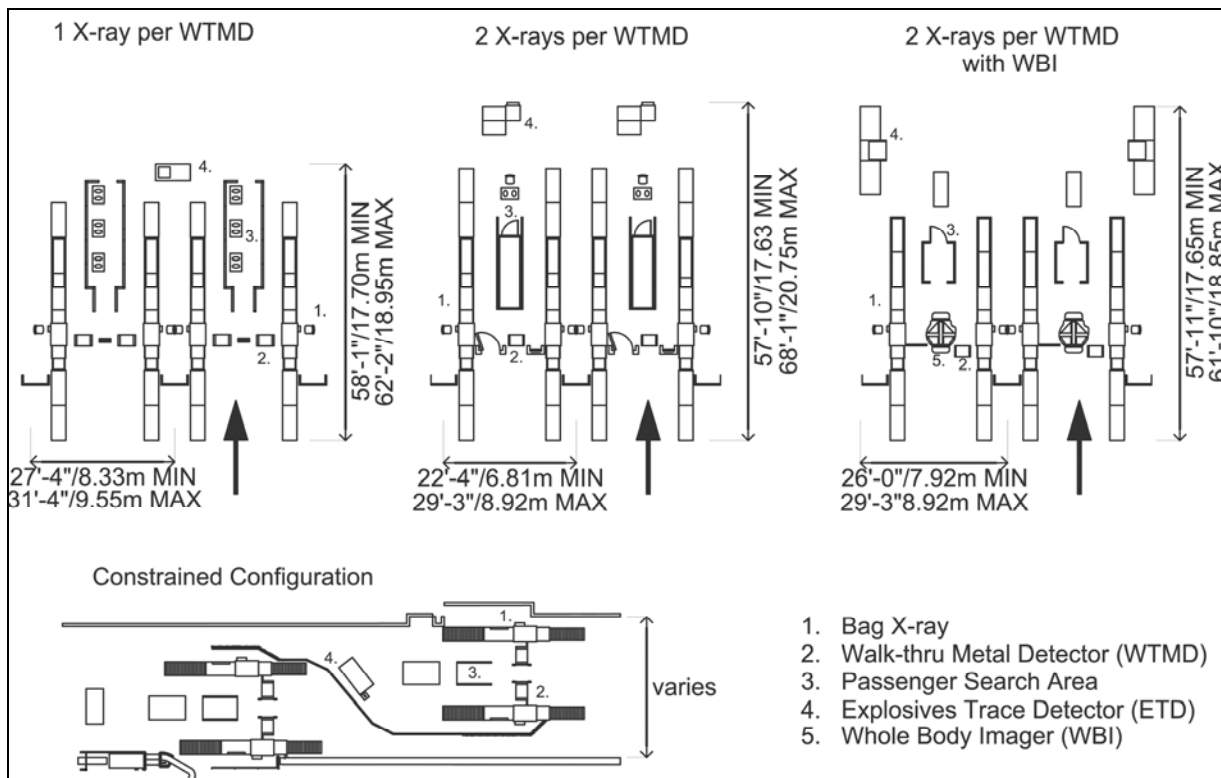 1 X-ray per WTMD
2 X-rays per WTMD
2 X-rays per WTMD
with WBI
4.
3.
1.
2.
58'-1"/17.70m MIN
62'-2"/18.95m MAX
27'-4"/8.33m MIN
31'-4"/9.55m MAX
4.
3.
1.
2.
57'-10"/17.63 MIN
68'-1"/20.75m MAX
22'-4"/6.81m MIN
29'-3"/8.92m MAX
4.
3.
1.
5.
2.
57'-11"/17.65m MIN
61'-10"/18.85m MAX
26'-0"/7.92m MIN
29'-3"8.92m MAX
Constrained Configuration
1.
4.
3.
2.
varies
1. Bag X-ray
2. Walk-thru Metal Detector (WTMD)
3. Passenger Search Area
4. Explosives Trace Detector (ETD)
5. Whole Body Imager (WBI)